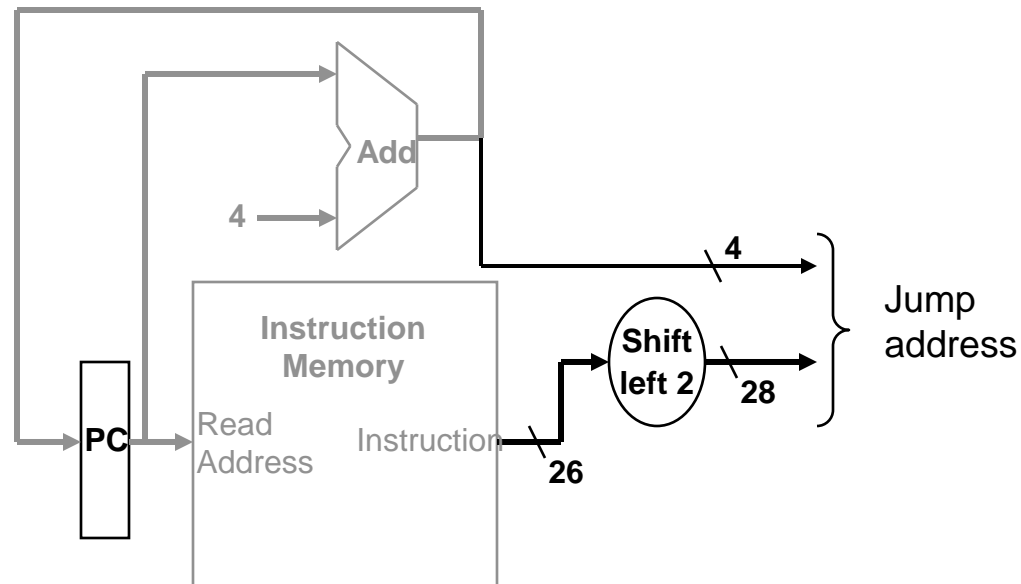 Add
4
4
Jump
address
Instruction
Memory
Shift
left 2
28
PC
Read
Address
Instruction
26